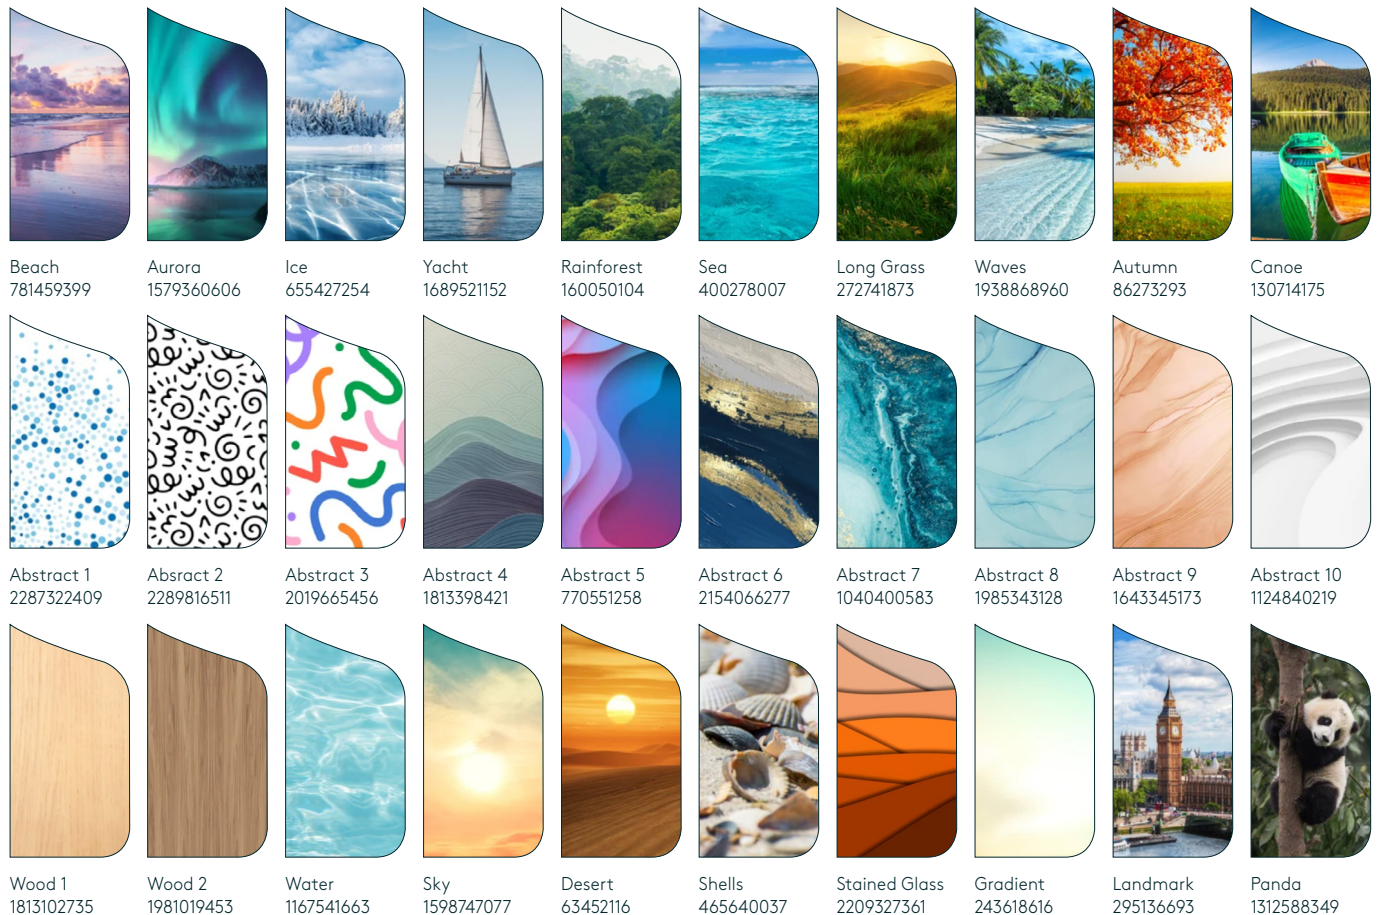 Beach
781459399
Aurora
1579360606
Ice
655427254
Yacht
1689521152
Rainforest
160050104
Sea
400278007
Long Grass
272741873
Waves
1938868960
Autumn
86273293
Canoe
130714175
Abstract 1
2287322409
Absract 2
2289816511
Abstract 3
2019665456
Abstract 4
1813398421
Abstract 5
770551258
Abstract 6
2154066277
Abstract 7
1040400583
Abstract 8
1985343128
Abstract 9
1643345173
Abstract 10
1124840219
Wood 1
1813102735
Wood 2
1981019453
Water
1167541663
Sky
1598747077
Desert
63452116
Shells
465640037
Stained Glass
2209327361
Gradient
243618616
Landmark
295136693
Panda
1312588349